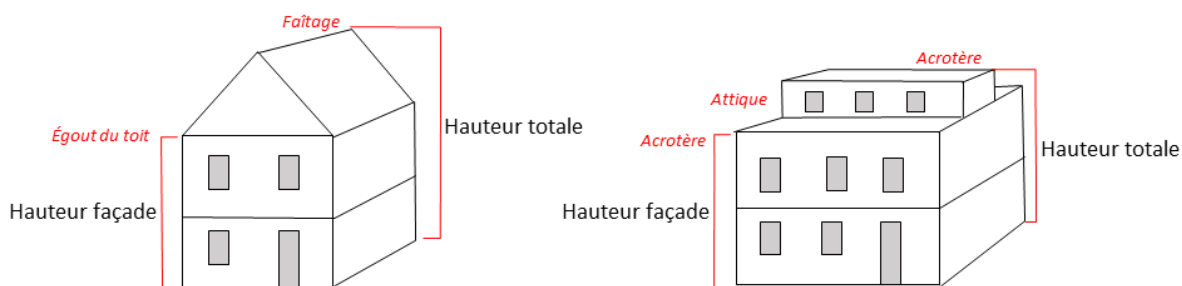 Faîtage
Égout du toit
Hauteur totale
Hauteur façade
Acrotère
Attique
Acrotère
Hauteur totale
Hauteur façade